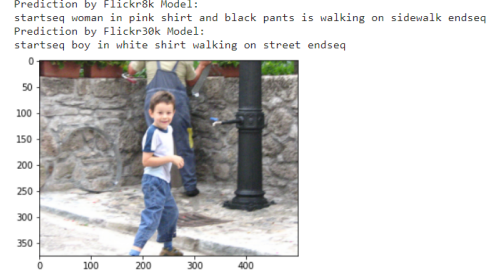 Prediction by Flickr8k Model:
startseq woman in pink shirt and black pants is walking on sidewalk endseq
Prediction by Flickr30k Model:
startseq boy in white shirt walking on street endseq
0
50
100
150
200
250
300
350
0 100 200 300 400